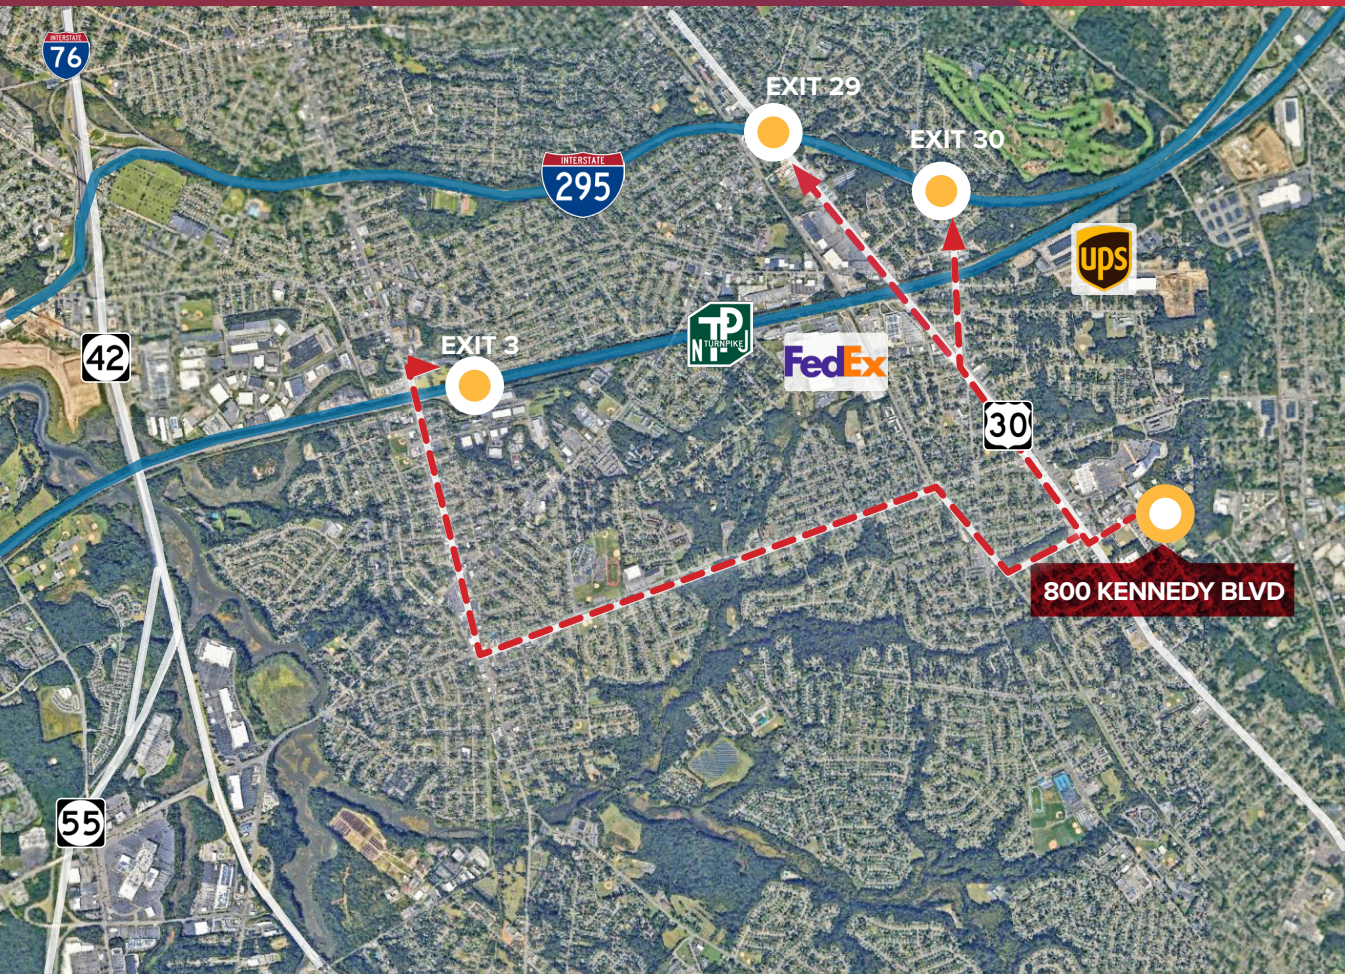 INTERSTATE
76
EXIT 29
EXIT 30
INTERSTATE
295
ups
42
EXIT 3
NJ TP
TURNPIKE
FedEx
30
800 KENNEDY BLVD
55